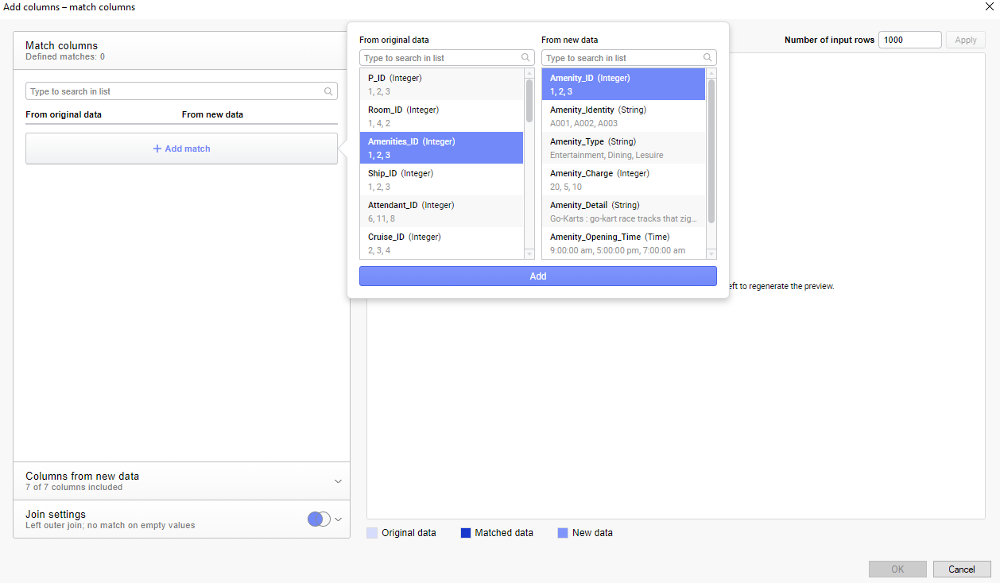 Add columns – match columns
Match columns
Defined matches: 0
Type to search in list
From original data
From new data
+ Add match
From original data
Type to search in list
P_ID (Integer)
1, 2, 3
Room_ID (Integer)
1, 4, 2
Amenities_ID (Integer)
1, 2, 3
Ship_ID (Integer)
1, 2, 3
Attendant_ID (Integer)
6, 11, 8
Cruise_ID (Integer)
2, 3, 4
From new data
Type to search in list
Amenity_ID (Integer)
1, 2, 3
Amenity_Identity (String)
A001, A002, A003
Amenity_Type (String)
Entertainment, Dining, Lesuire
Amenity_Charge (Integer)
20, 5, 10
Amenity_Detail (String)
Go-Karts : go-kart race tracks that zig...
Amenity_Opening_Time (Time)
9:00:00 am, 5:00:00 pm, 7:00:00 am
Add
Number of input rows
1000
Apply
eft to regenerate the preview.
Columns from new data
7 of 7 columns included
Join settings
Left outer join; no match on empty values
Original data
Matched data
New data
OK
Cancel